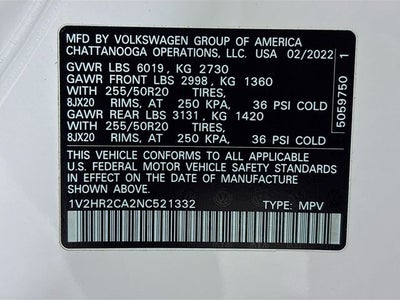 MFD BY VOLKSWAGEN GROUP OF AMERICA
CHATTANOOGA OPERATIONS, LLC. USA 02/2022
GVWR LBS 6019, KG 2730
GAWR FRONT LBS 2998, KG 1360
WITH 255/50R20 TIRES,
8JX20 RIMS, AT 250 KPA, 36 PSI COLD
GAWR REAR LBS 3131, KG 1420
WITH 255/50R20 TIRES,
8JX20 RIMS, AT 250 KPA, 36 PSI COLD
THIS VEHICLE CONFORMS TO ALL APPLICABLE
U.S. FEDERAL MOTOR VEHICLE SAFETY
STANDARDS IN EFFECT ON THE DATE OF
MANUFACTURE SHOWN ABOVE.
1V2HR2CA2NC521332 TYPE: MPV
5059750 1